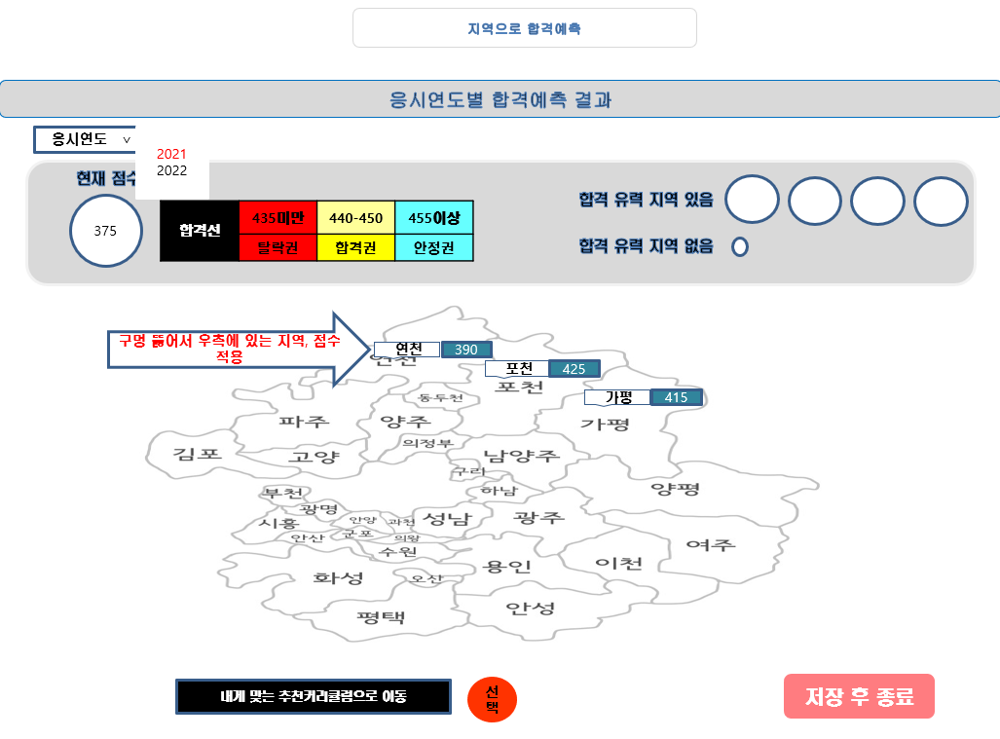 지역으로 합격예측
응시연도별 합격예측 결과
응시연도 ∨
2021
2022
현재 점수
375
합격선
435미만
440-450
455이상
탈락권
합격권
안정권
합격 유력 지역 있음
합격 유력 지역 없음
구멍 뚫어서 우측에 있는 지역, 점수
적용
연천 390
연천
포천 425
포천
가평 415
가평
동두천
파주
양주
의정부
김포
고양
남양주
구리
양평
부천
하남
광명
시흥
안양
과천
성남
광주
안산
군포
의왕
수원
여주
화성
오산
용인
이천
평택
안성
내게 맞는 추천커리큘럼으로 이동
선
택
저장 후 종료